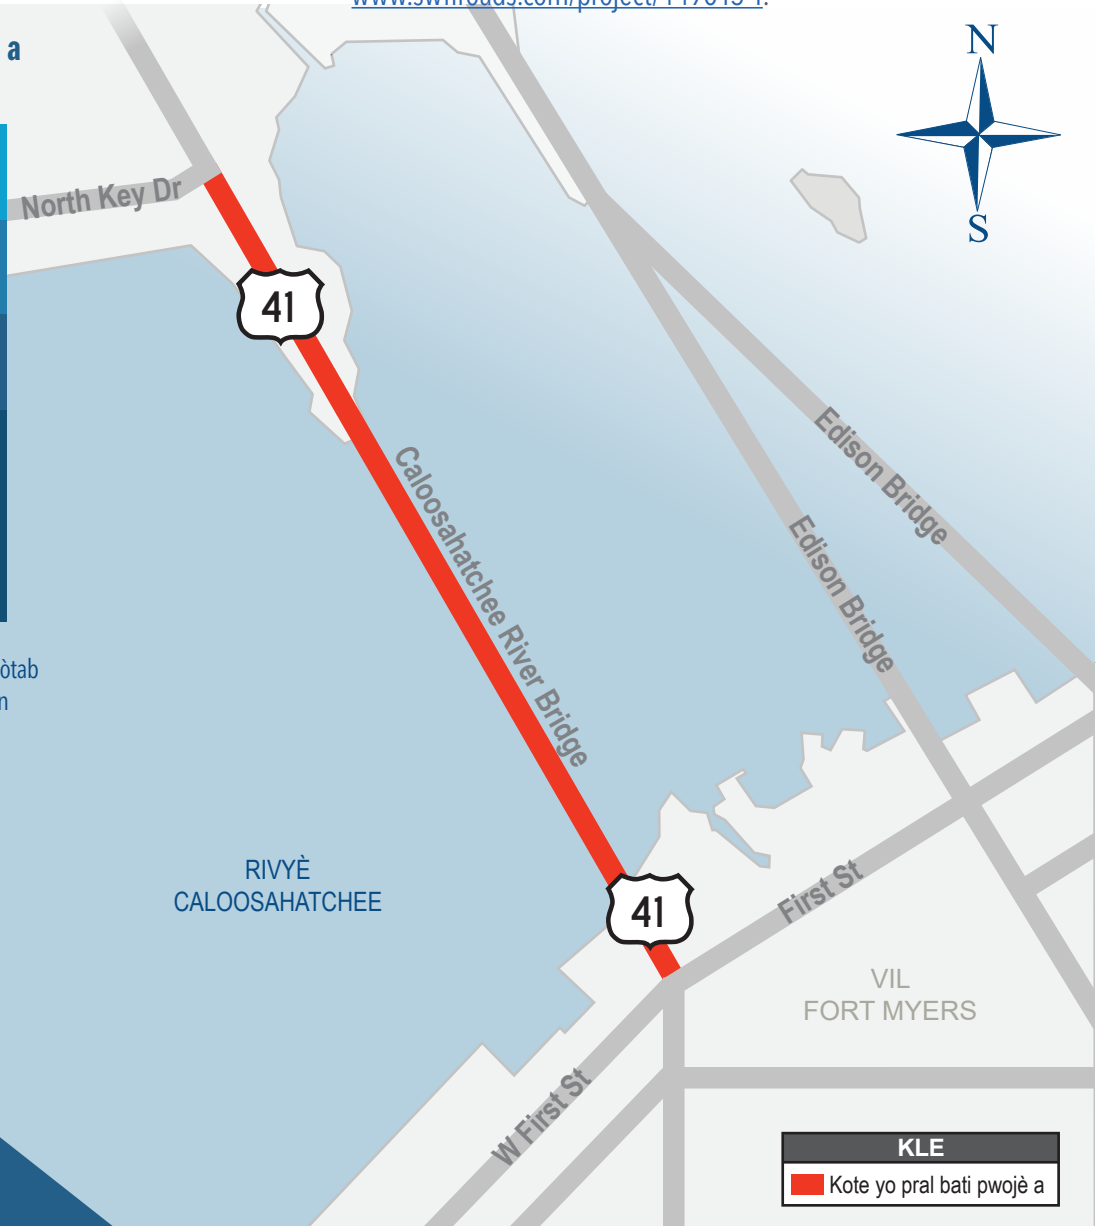 a
N
North Key Dr
S
41
Edison Bridge
Caloosahatchee River Bridge
Edison Bridge
òtab
n
RIVYÈ
CALOOSAHATCHEE
First St
41
VIL
FORT MYERS
W First St
KLE
Kote yo pral bati pwojè a